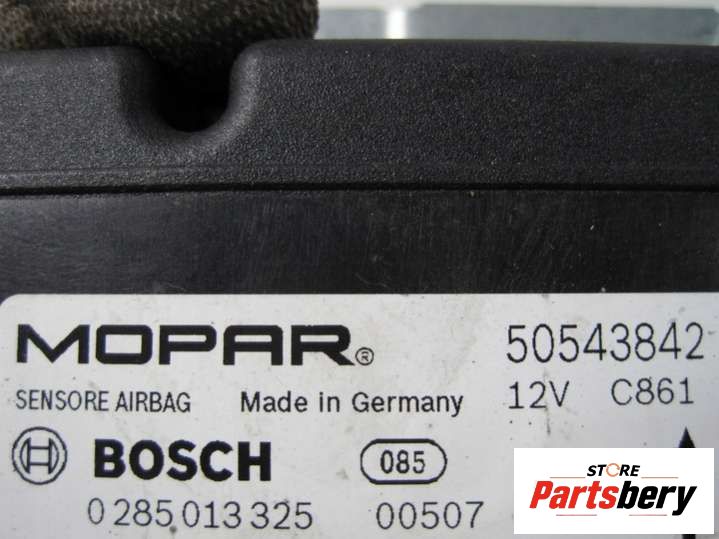 MOPAR® 50543842
SENSORE AIRBAG Made in Germany 12V C861
BOSCH 085
0 285 013 325 00507
STORE
Partsbery